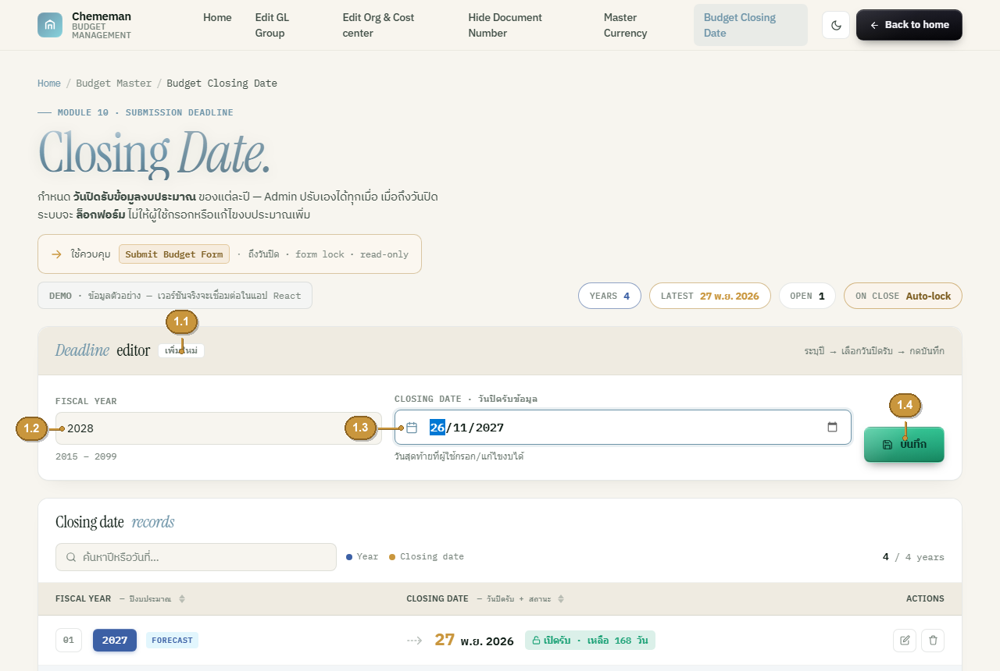 Chememan
BUDGET
MANAGEMENT
Home
Edit GL
Group
Edit Org & Cost
center
Hide Document
Number
Master
Currency
Budget Closing
Date
Back to home
Home / Budget Master / Budget Closing Date
MODULE 10 · SUBMISSION DEADLINE
Closing Date.
กำหนด วันปิดรับข้อมูลงบประมาณ ของแต่ละปี — Admin ปรับเองได้ทุกเมื่อ เมื่อถึงวันปิด
ระบบจะ ล็อกฟอร์ม ไม่ให้ผู้ใช้กรอกหรือแก้ไขงบประมาณเพิ่ม
→ ใช้ควบคุม Submit Budget Form · ถึงวันปิด · form lock · read-only
DEMO · ข้อมูลตัวอย่าง — เวอร์ชันจริงจะเชื่อมต่อในแอป React
YEARS 4
LATEST 27 พ.ย. 2026
OPEN 1
ON CLOSE Auto-lock
1.1
Deadline editor เพิ่มใหม่
ระบุปี → เลือกวันปิดรับ → กดบันทึก
FISCAL YEAR
CLOSING DATE · วันปิดรับข้อมูล
1.4
1.2
2028
1.3
26/11/2027
บันทึก
2015 – 2099
วันสุดท้ายที่ผู้ใช้กรอก/แก้ไขงบได้
Closing date records
ค้นหาปีหรือวันที่...
Year
Closing date
4 / 4 years
FISCAL YEAR — ปีงบประมาณ
CLOSING DATE — วันปิดรับ + สถานะ
ACTIONS
01
2027
FORECAST
27 พ.ย. 2026
เปิดรับ · เหลือ 168 วัน